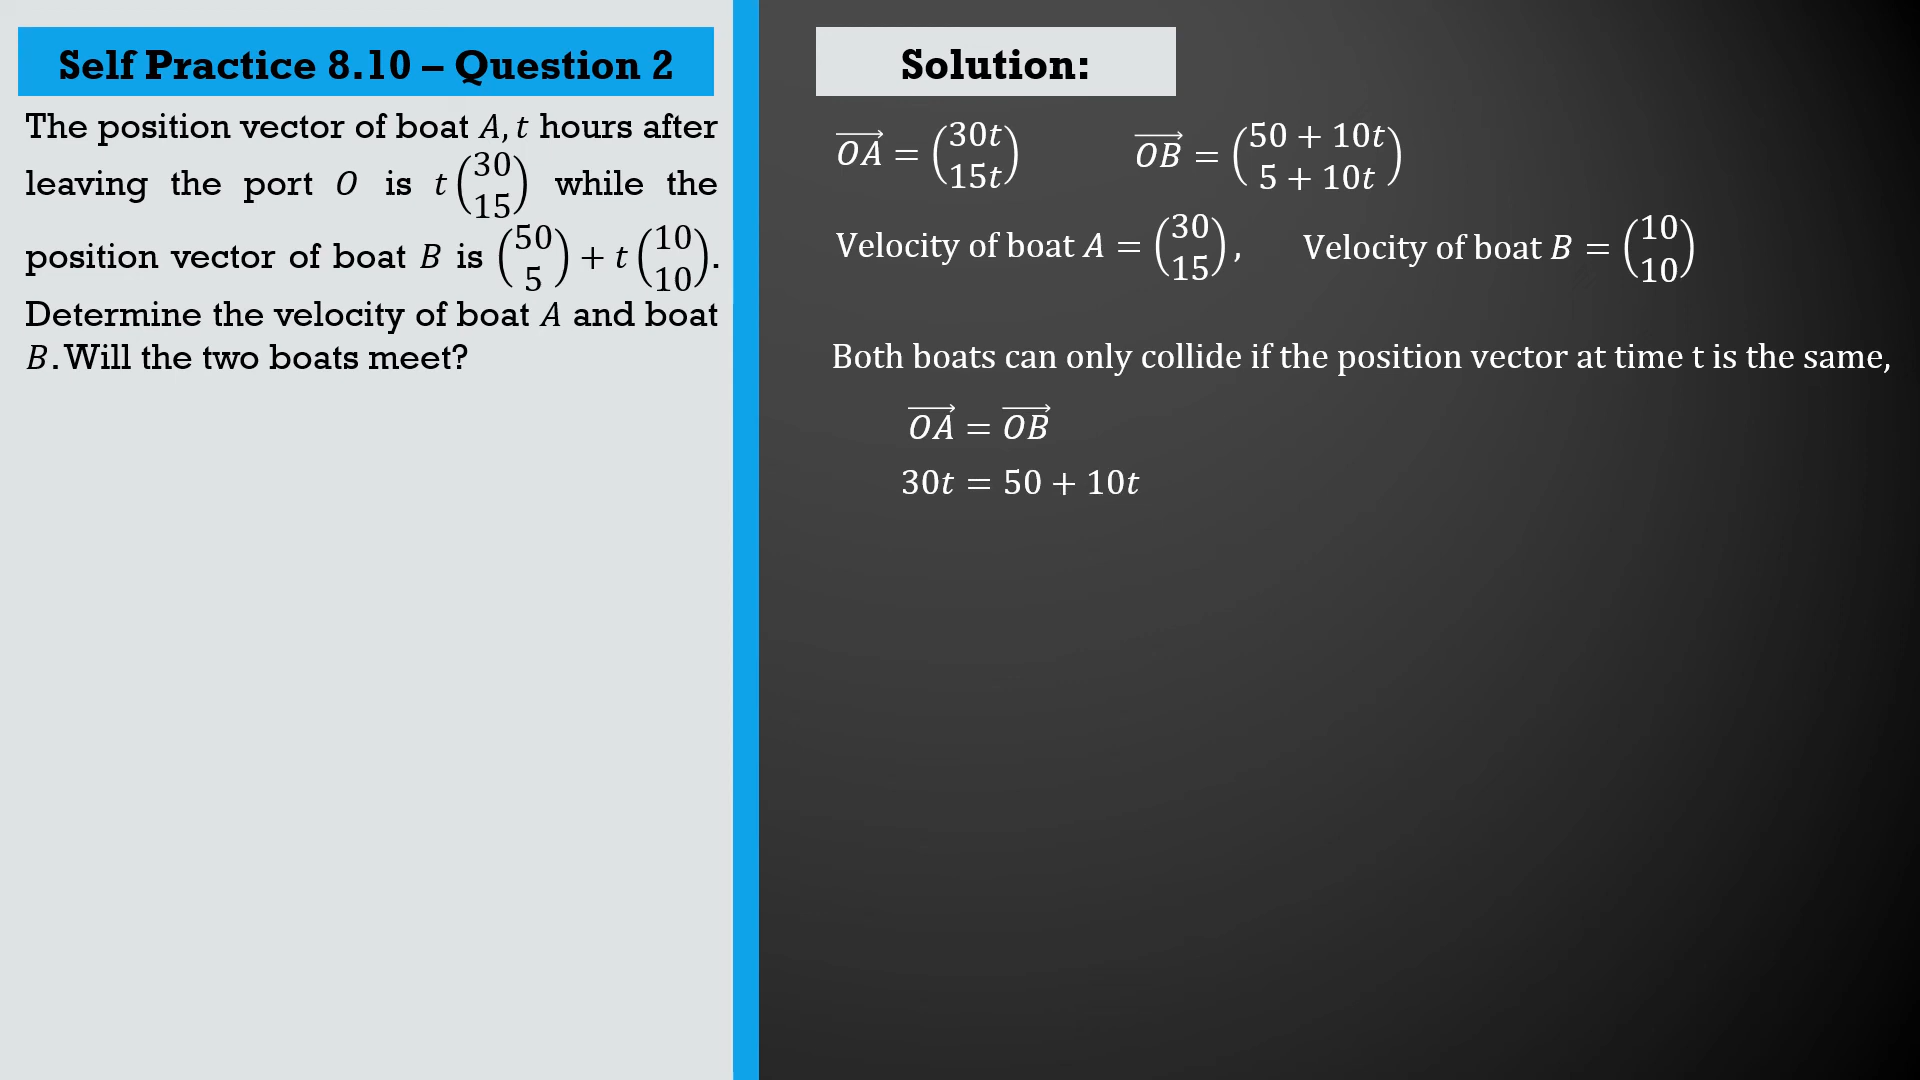 Self Practice 8.10 – Question 2
The position vector of boat A, t hours after
leaving the port O is t(30 15) while the
position vector of boat B is (50 5) + t(10 10).
Determine the velocity of boat A and boat
B. Will the two boats meet?
Solution:
OA→ = (30t 15t) OB→ = (50 + 10t 5 + 10t)
Velocity of boat A = (30 15), Velocity of boat B = (10 10)
Both boats can only collide if the position vector at time t is the same,
OA→ = OB→
30t = 50 + 10t